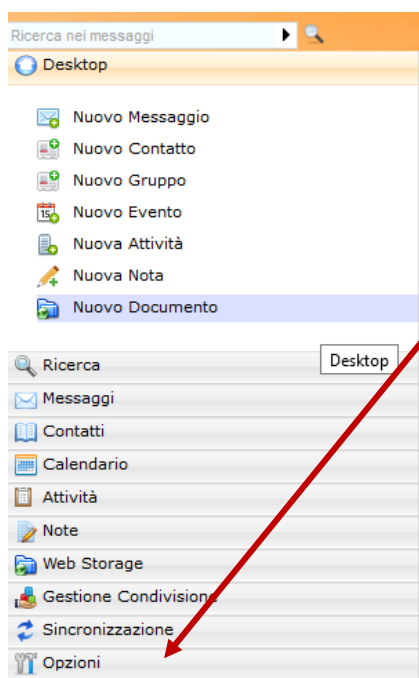 Ricerca nei messaggi
Desktop
Nuovo Messaggio
Nuovo Contatto
Nuovo Gruppo
15
Nuovo Evento
Nuova Attività
Nuova Nota
Nuovo Documento
Desktop
Ricerca
Messaggi
Contatti
Calendario
Attività
Note
Web Storage
Gestione Condivisione
Sincronizzazione
Opzioni